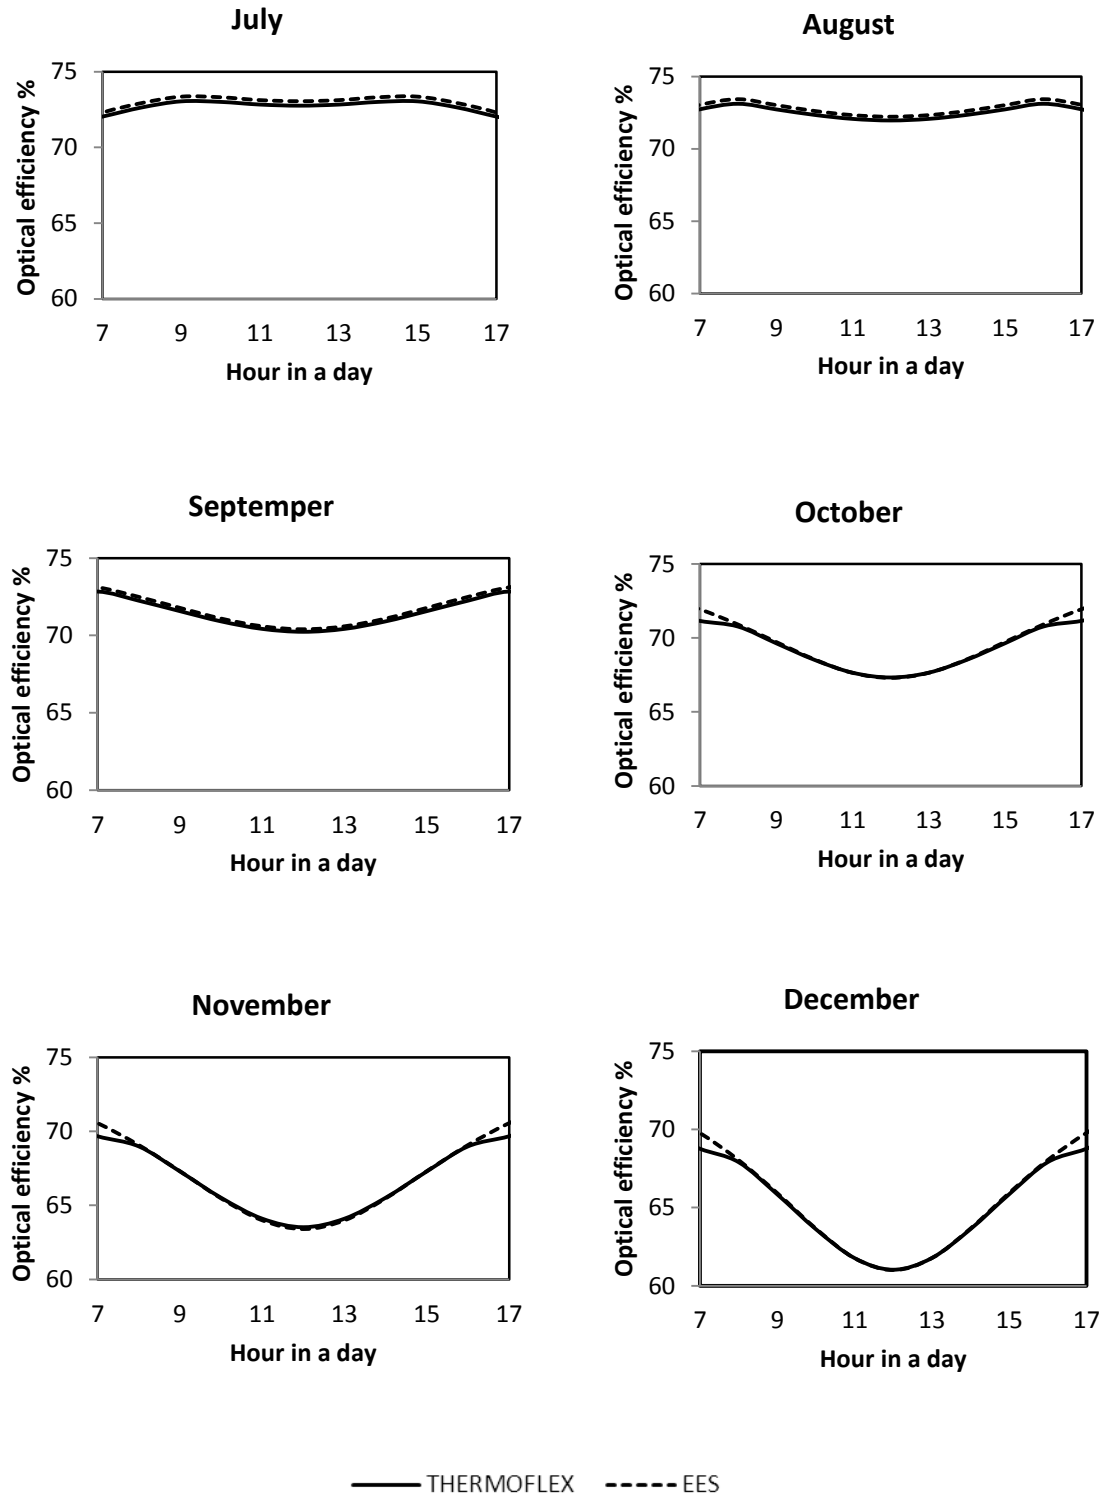 July
Optical efficiency %
75
70
65
60
7 9 11 13 15 17
Hour in a day
August
Optical efficiency %
75
70
65
60
7 9 11 13 15 17
Hour in a day
Septemper
Optical efficiency %
75
70
65
60
7 9 11 13 15 17
Hour in a day
October
Optical efficiency %
75
70
65
60
7 9 11 13 15 17
Hour in a day
November
Optical efficiency %
75
70
65
60
7 9 11 13 15 17
Hour in a day
December
Optical efficiency %
75
70
65
60
7 9 11 13 15 17
Hour in a day
THERMOFLEX EES